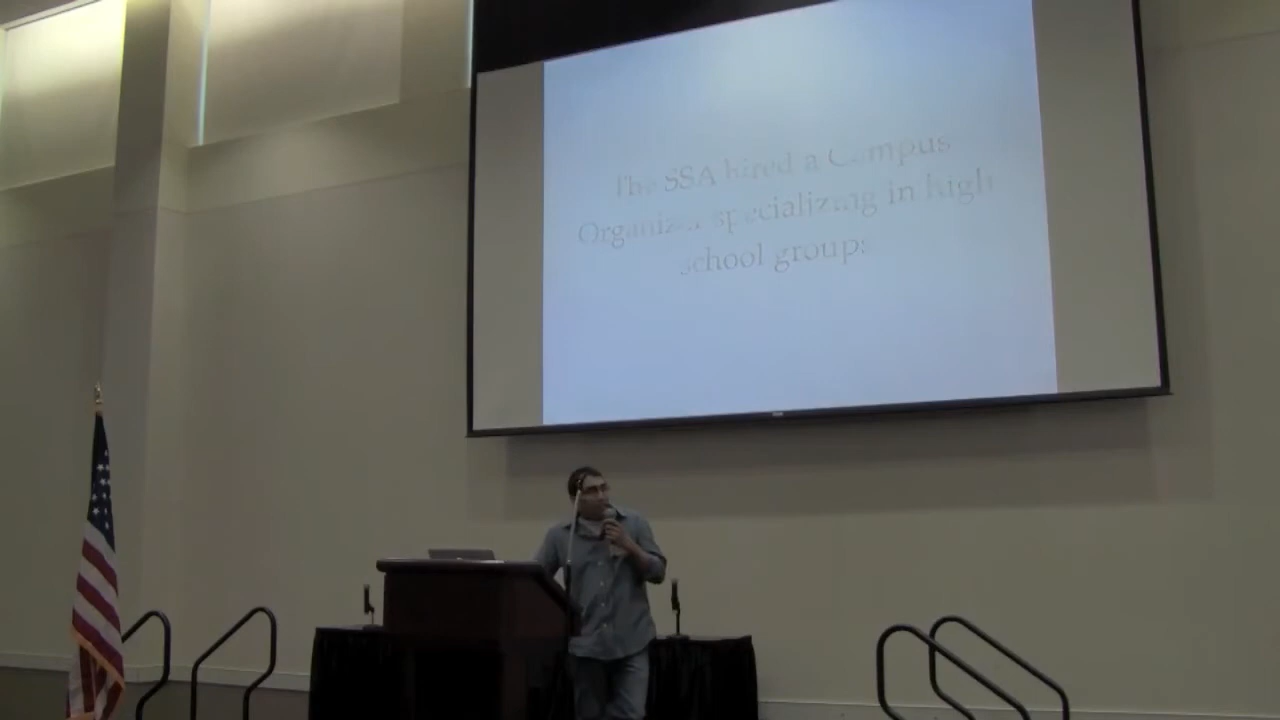 The SSA hired a Campus
Organizer specializing in high
school groups